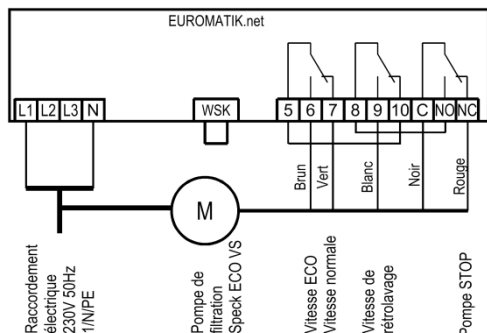 EUROMATIK.net
L1 L2 L3 N WSK 5 6 7 8 9 10 C NO NC
Brun
Vert
Blanc
Noir
Rouge
M
Raccordement
électrique
230V 50Hz
1/N/PE
Pompe de
filtration
Speck ECO VS
Vitesse ECO
Vitesse normale
Vitesse de
rétrolavage
Pompe STOP